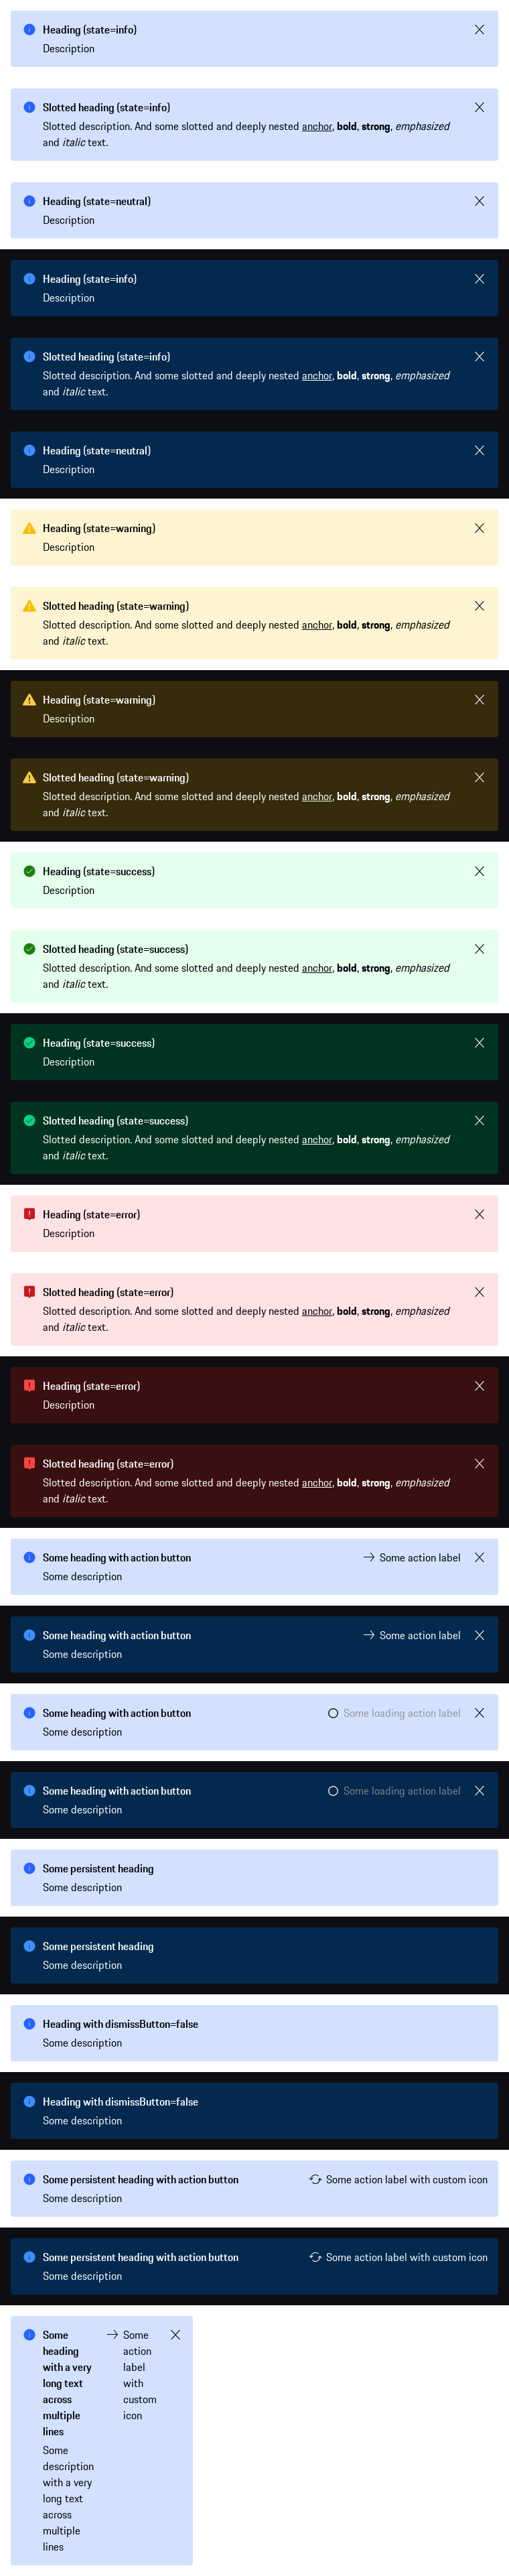 Heading (state=info)
Description
Slotted heading (state=info)
Slotted description. And some slotted and deeply nested anchor, bold, strong, emphasized
and italic text.
Heading (state=neutral)
Description
Heading (state=info)
Description
Slotted heading (state=info)
Slotted description. And some slotted and deeply nested anchor, bold, strong, emphasized
and italic text.
Heading (state=neutral)
Description
Heading (state=warning)
Description
Slotted heading (state=warning)
Slotted description. And some slotted and deeply nested anchor, bold, strong, emphasized
and italic text.
Heading (state=warning)
Description
Slotted heading (state=warning)
Slotted description. And some slotted and deeply nested anchor, bold, strong, emphasized
and italic text.
Heading (state=success)
Description
Slotted heading (state=success)
Slotted description. And some slotted and deeply nested anchor, bold, strong, emphasized
and italic text.
Heading (state=success)
Description
Slotted heading (state=success)
Slotted description. And some slotted and deeply nested anchor, bold, strong, emphasized
and italic text.
Heading (state=error)
Description
Slotted heading (state=error)
Slotted description. And some slotted and deeply nested anchor, bold, strong, emphasized
and italic text.
Heading (state=error)
Description
Slotted heading (state=error)
Slotted description. And some slotted and deeply nested anchor, bold, strong, emphasized
and italic text.
Some heading with action button
Some action label
Some description
Some heading with action button
Some action label
Some description
Some heading with action button
Some loading action label
Some description
Some heading with action button
Some loading action label
Some description
Some persistent heading
Some description
Some persistent heading
Some description
Heading with dismissButton=false
Some description
Heading with dismissButton=false
Some description
Some persistent heading with action button
Some action label with custom icon
Some description
Some persistent heading with action button
Some action label with custom icon
Some description
Some
heading
with a very
long text
across
multiple
lines
Some
description
with a very
long text
across
multiple
lines
Some
action
label
with
custom
icon